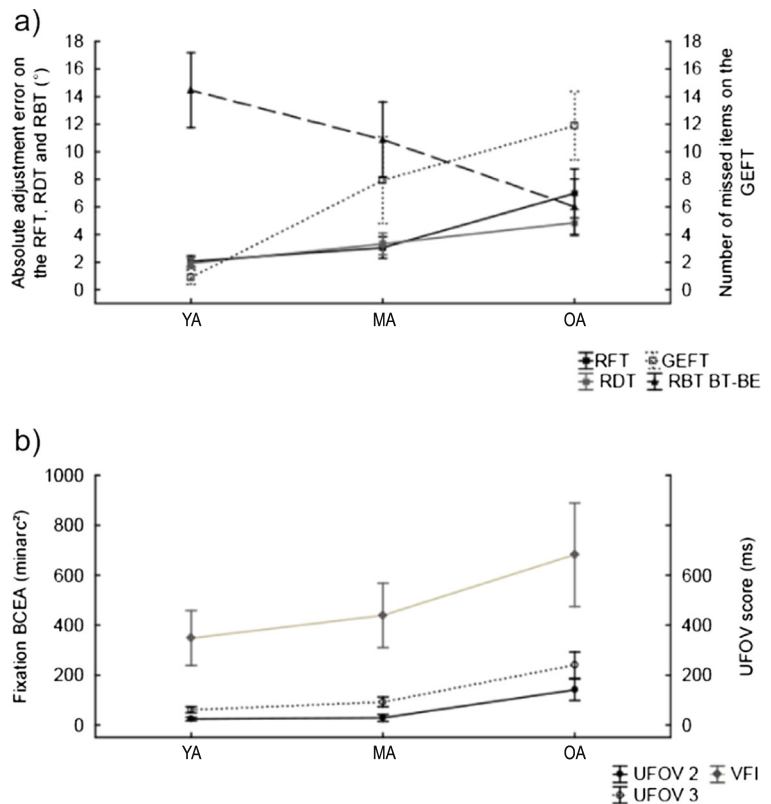 a)
Absolute adjustment error on
the RFT, RDT and RBT (°)
18
16
14
12
10
8
6
4
2
0
YA
MA
OA
18
16
14
12
10
8
6
4
2
0
Number of missed items on the
GEFT
RFT
GEFT
RDT
RBT BT-BE
b)
Fixation BCEA (minarc²)
1000
800
600
400
200
0
YA
MA
OA
600
400
200
0
UFOV score (ms)
UFOV 2
VFI
UFOV 3